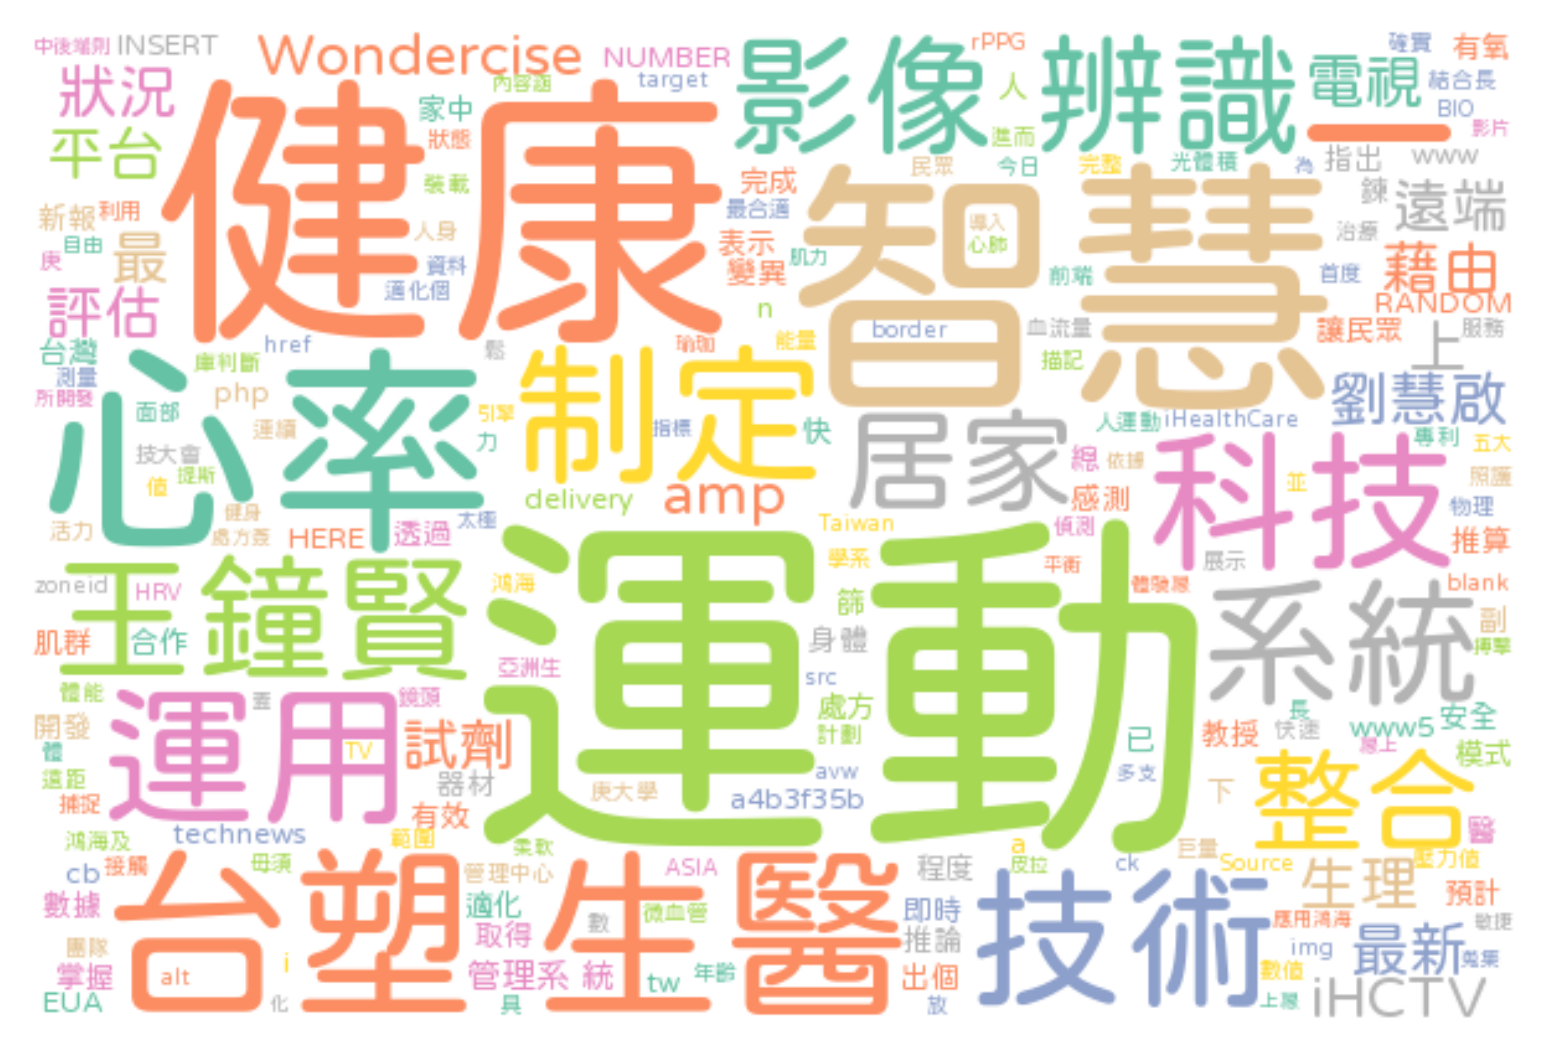 中後端則 INSERT Wondercise NUMBER 影像辨識 rPPG 確實 有氧
狀況 內容涵 target 人 電視 結合長
家中 BIO
平台 健康 狀態 進而 一 影片
民眾 今日 完整 光體積 為 指出 www
新報 利用 裝載 完成 智慧 鍊 遠端
自由 最 人身 最合適 導入 治療
庚 資料 表示 肌力 心肺 前端 首度 藉由
適化個 變異 RANDOM
評估 n border 血流量 讓民眾 上 服務
台灣 href 鬆 瑜珈 能量 描記
測量 庫判斷 制定 劉慧啟
所開發 心率 php 引擎 指標 快 居家 人運動 iHealthCare
面部 連續 力 專利 五大
技大會 總 依據 科技 照護
值 提斯 delivery amp 感測 並 物理
活力 健身 處方簽 HERE 透過 太極 Taiwan 偵測 推算
zoneid 王鐘賢 鴻海 運動 學系 平衡 展示
HRV 篩 體驗展 blank
肌群 合作 身體 系統 副
亞洲生 搏擊
體能 鏡頭 src 長
開發 運用 處方 已 教授 快速 www5 安全
體 TV 試劑 計劃 展上 模式
遠距 器材 avw 多支
捕捉 有效 庚大學 a4b3f35b 下 整合
鴻海及 technews 範圍 柔軟 a 巨量 醫
cb 接觸 毋須 管理中心 ASIA 程度 皮拉 ck Source 壓力值
數據 台塑生醫 適化 微血管 即時 技術 生理 預計
取得 數 應用鴻海 敏捷
團隊 推論 img 最新 蒐集
掌握 alt i 管理系 統 tw 年齡 出個 數值
EUA 化 具 放 上展 iHCTV